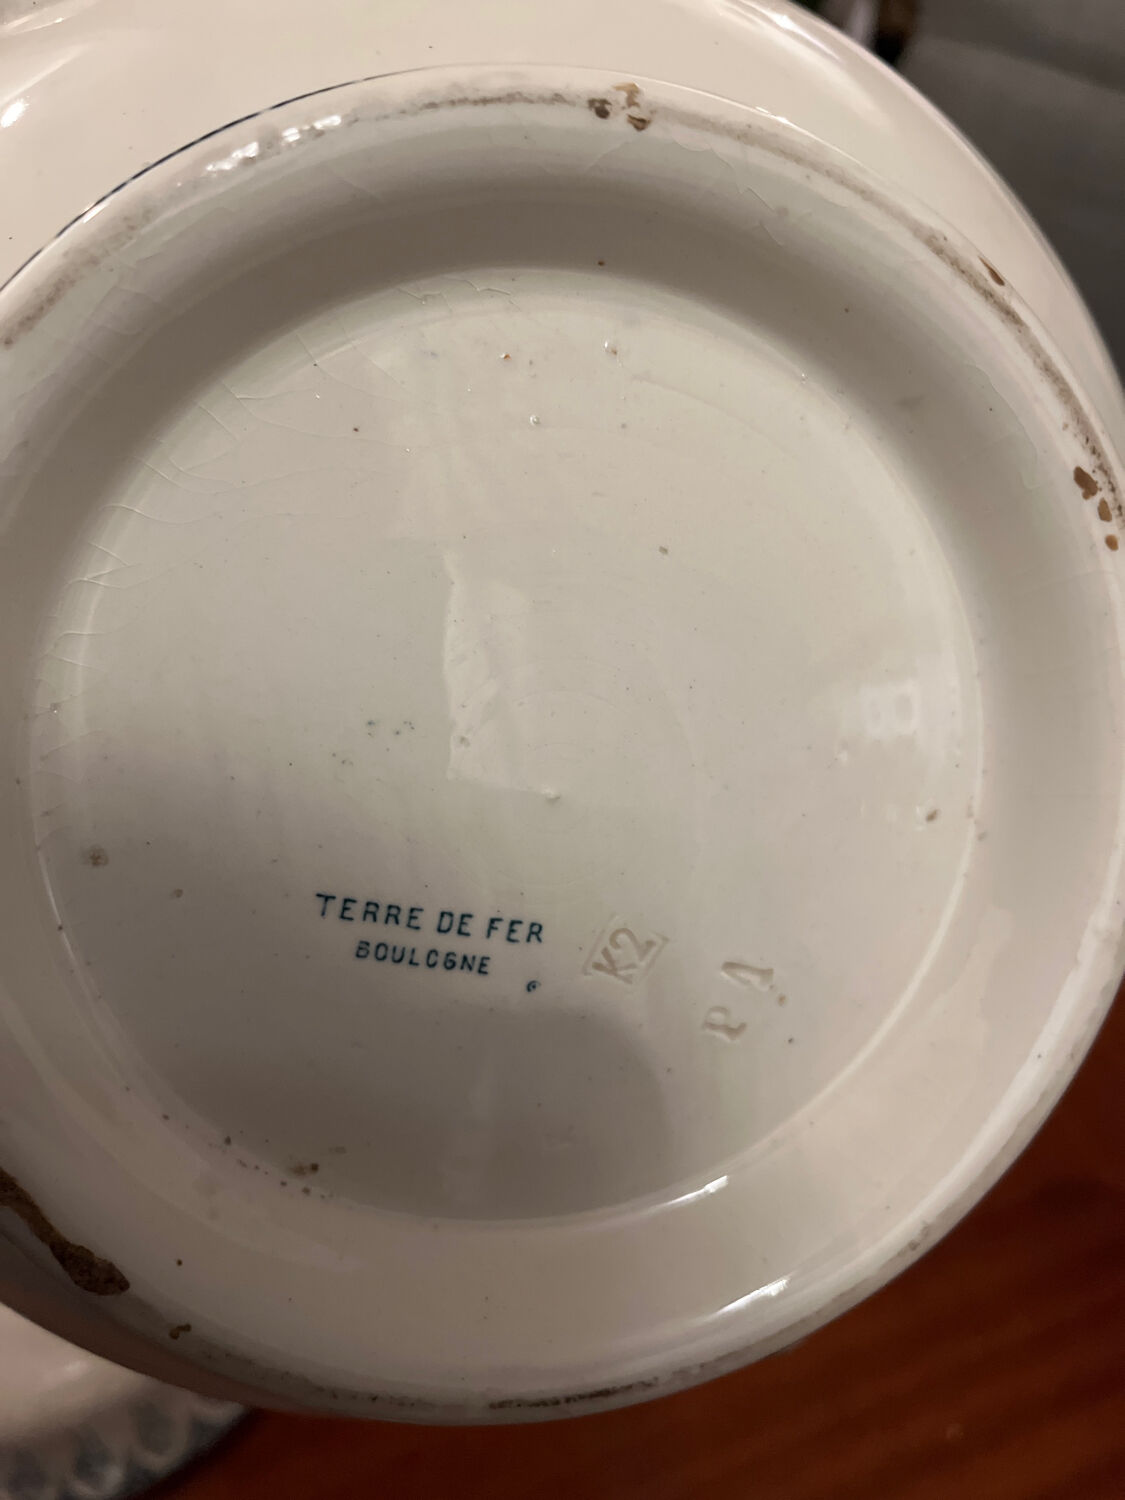 TERRE DE FER
BOULOGNE
K2
P A